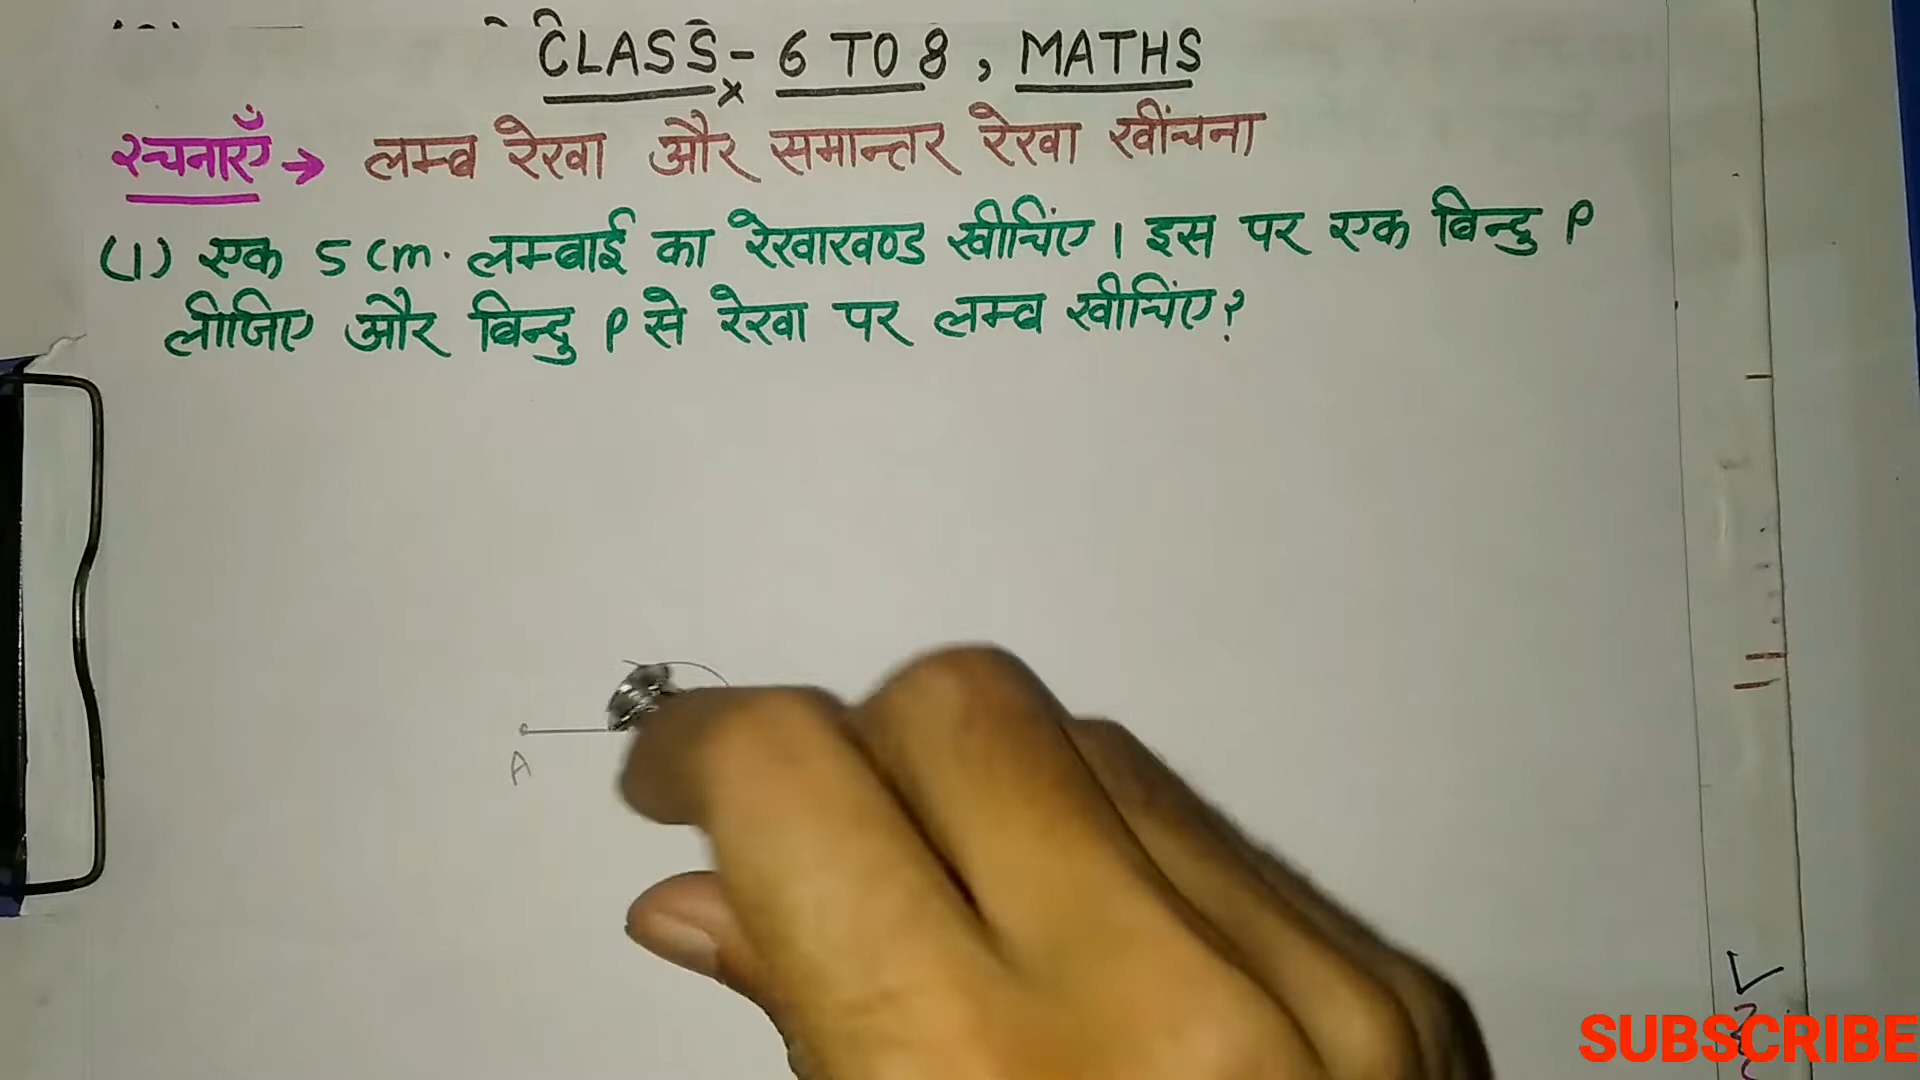 CLASS - 6 TO 8, MATHS
रचनाएँ → लम्ब रेखा और समान्तर रेखा खींचना
(1) एक 5 cm. लम्बाई का रेखाखण्ड खीचिंए। इस पर एक विन्दु P
लीजिए और विन्दु P से रेखा पर लम्ब खीचिंए?
A
SUBSCRIBE